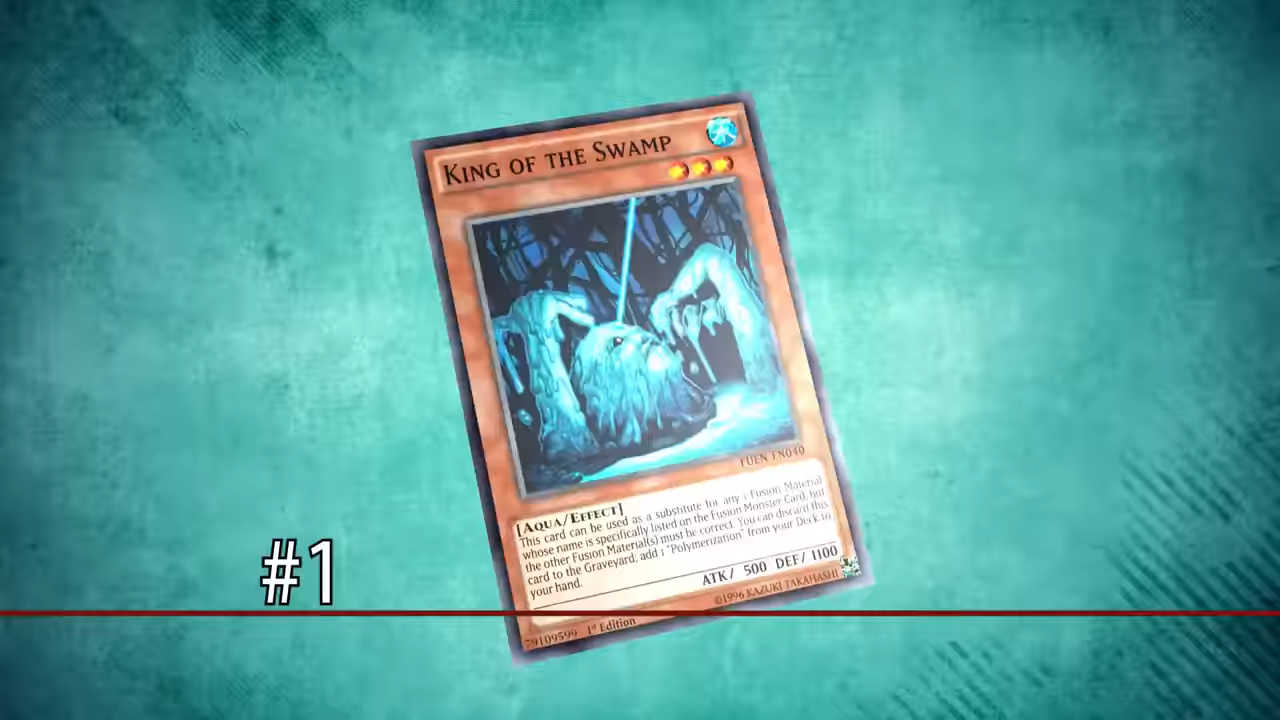 KING OF THE SWAMP
FUEN EN040
[AQUA/EFFECT]
This card can be used as a substitute for any 1 Fusion Material
whose name is specifically listed on the Fusion Monster Card, but
the other Fusion Material(s) must be correct. You can discard this
card to the Graveyard, add 1 "Polymerization" from your Deck to
your hand.
ATK/ 500 DEF/ 1100
79109599 1st Edition
©1996 KAZUKI TAKAHASHI
#1